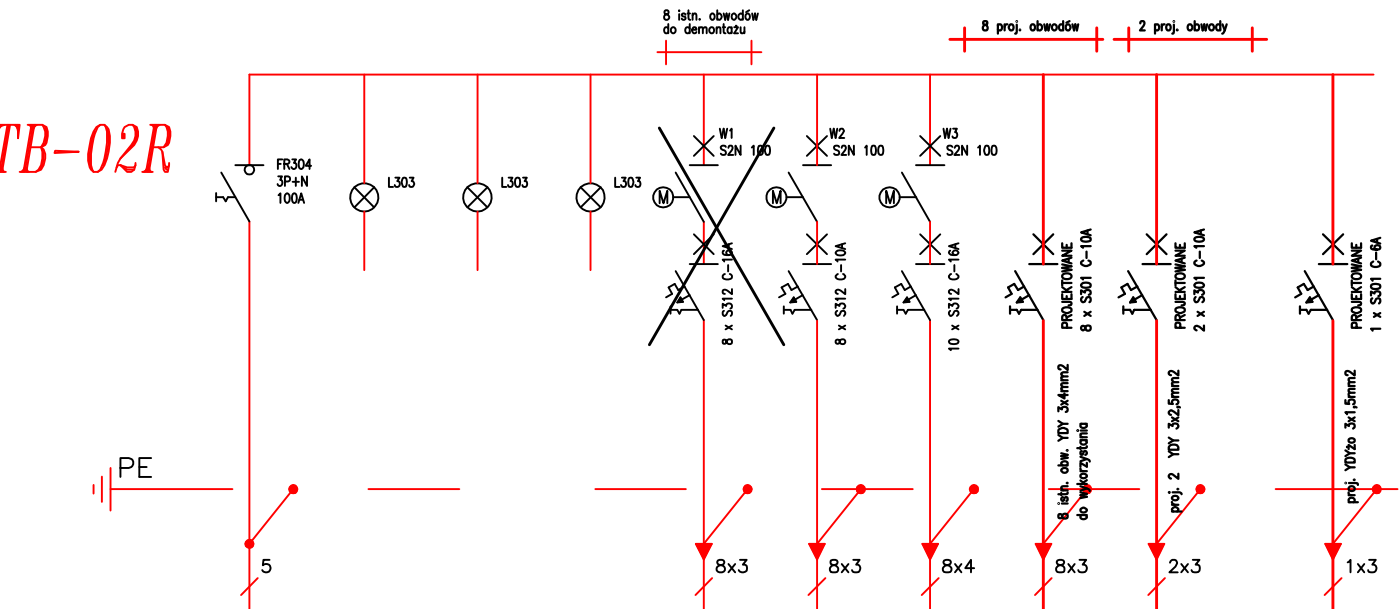 8 istn. obwodów
do demontażu
8 proj. obwodów
2 proj. obwody
TB-02R
FR304
3P+N
100A
L303
L303
L303
W1
S2N 100
W2
S2N 100
W3
S2N 100
M
M
M
8 x S312 C-16A
8 x S312 C-10A
10 x S312 C-16A
PROJEKTOWANE
8 x S301 C-10A
PROJEKTOWANE
2 x S301 C-10A
PROJEKTOWANE
1 x S301 C-6A
8 istn. obw. YDY 3x4mm2
do wykorzystania
proj. 2 YDY 3x2,5mm2
proj. YDYżo 3x1,5mm2
PE
5
8x3
8x3
8x4
8x3
2x3
1x3